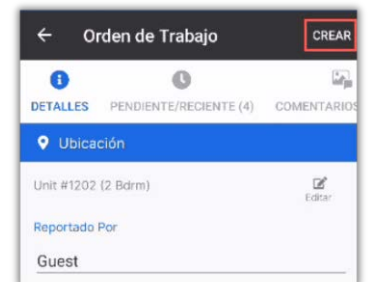 Orden de Trabajo
CREAR
DETALLES
PENDIENTE/RECIENTE (4)
COMENTARIOS
Ubicación
Unit #1202 (2 Bdrm)
Editar
Reportado Por
Guest